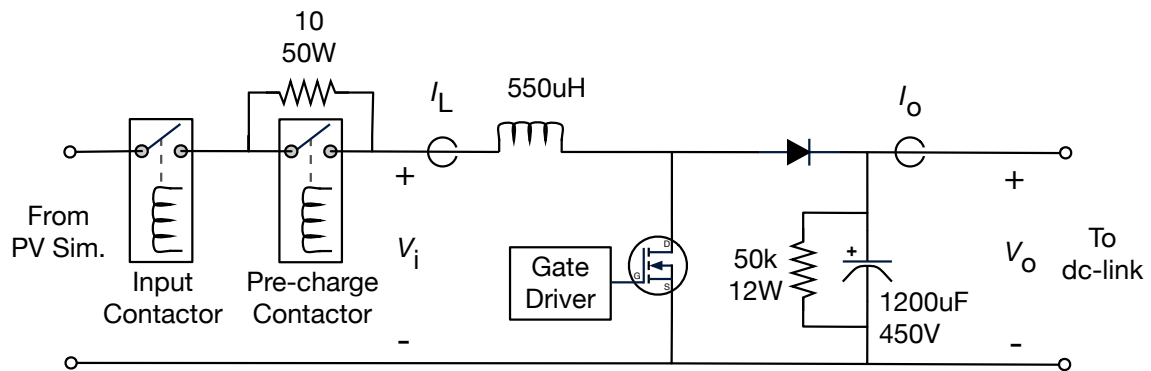 10
50W
I_L
550uH
I_o
From
PV Sim.
Input
Contactor
Pre-charge
Contactor
+
V_i
-
Gate
Driver
D
G
S
50k
12W
+
1200uF
450V
+
V_o
-
To
dc-link